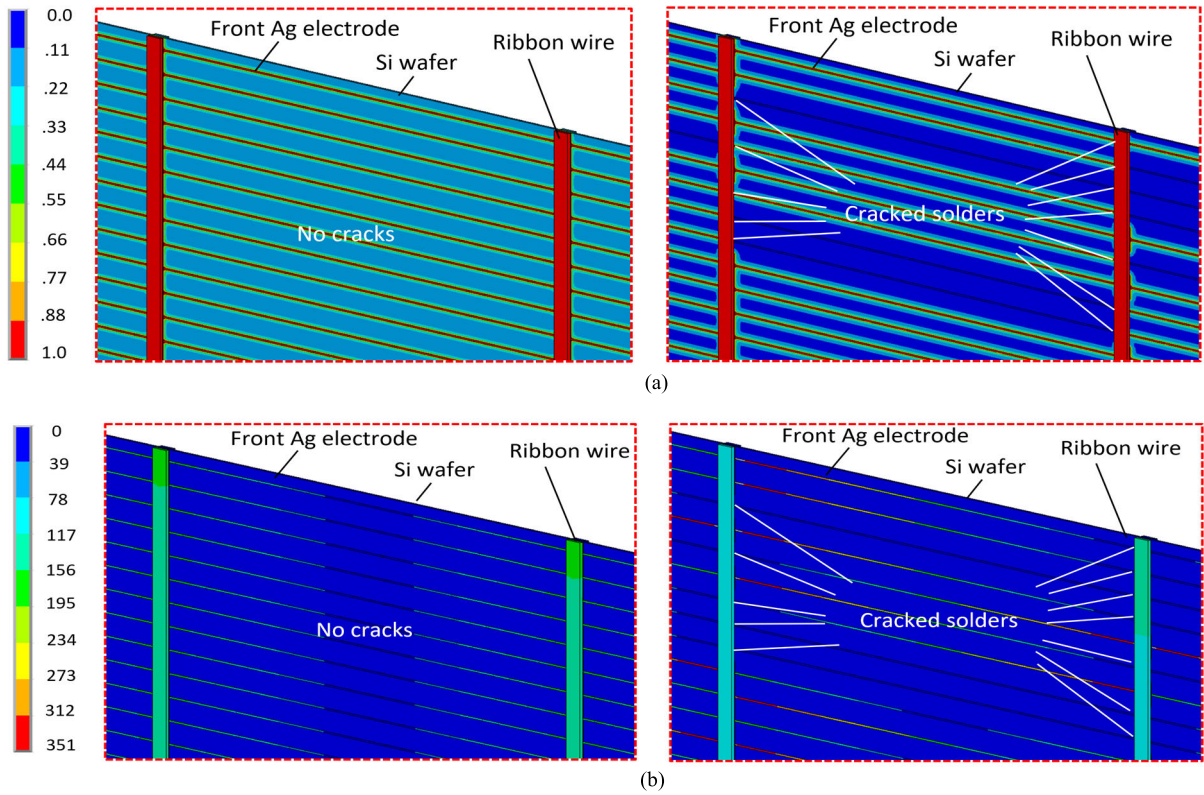 0.0
.11
.22
.33
.44
.55
.66
.77
.88
1.0
Front Ag electrode
Ribbon wire
Si wafer
No cracks
Front Ag electrode
Ribbon wire
Si wafer
Cracked solders
(a)
0
39
78
117
156
195
234
273
312
351
Front Ag electrode
Ribbon wire
Si wafer
No cracks
Front Ag electrode
Ribbon wire
Si wafer
Cracked solders
(b)